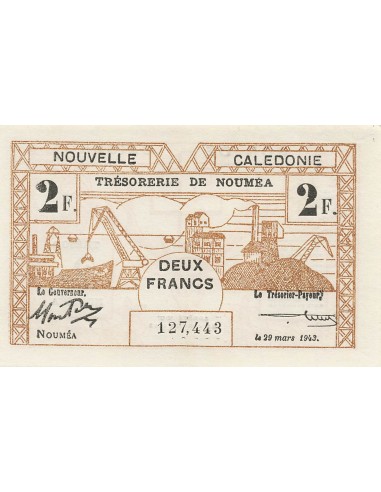 NOUVELLE CALEDONIE
TRÉSORERIE DE NOUMÉA
2F. 2F.
DEUX
FRANCS
Le Gouverneur, Le Trésorier-Payeur,
127,443
NOUMÉA
le 29 mars 1943.